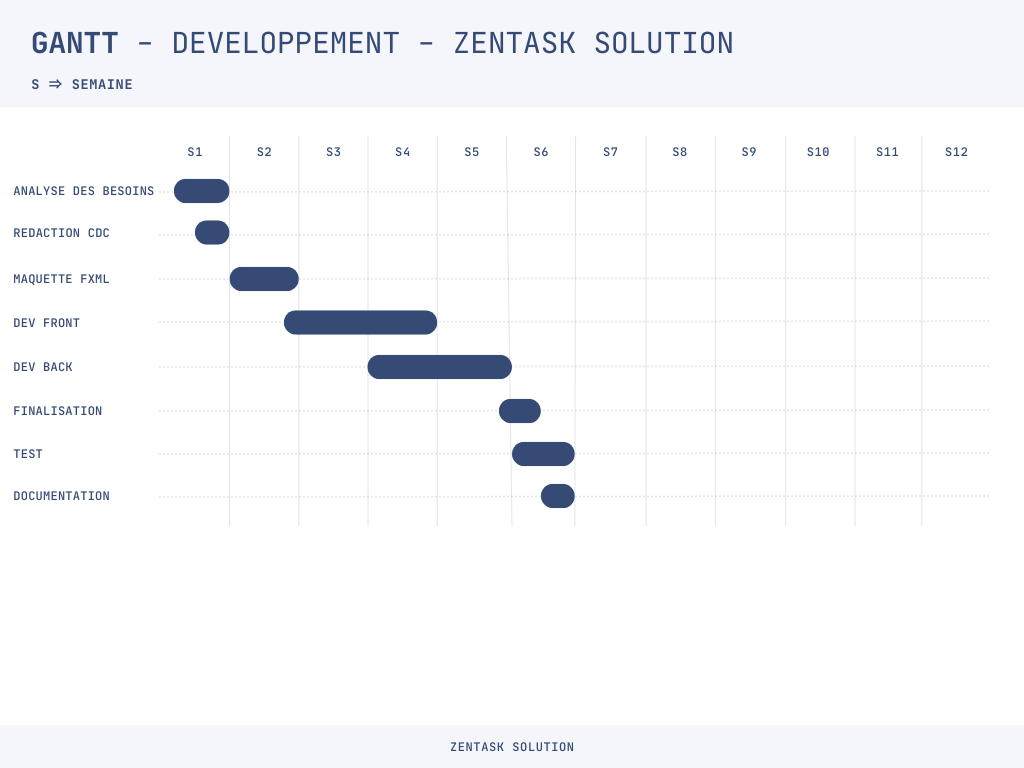 GANTT – DEVELOPPEMENT – ZENTASK SOLUTION
S => SEMAINE
S1 S2 S3 S4 S5 S6 S7 S8 S9 S10 S11 S12
ANALYSE DES BESOINS
REDACTION CDC
MAQUETTE FXML
DEV FRONT
DEV BACK
FINALISATION
TEST
DOCUMENTATION
ZENTASK SOLUTION